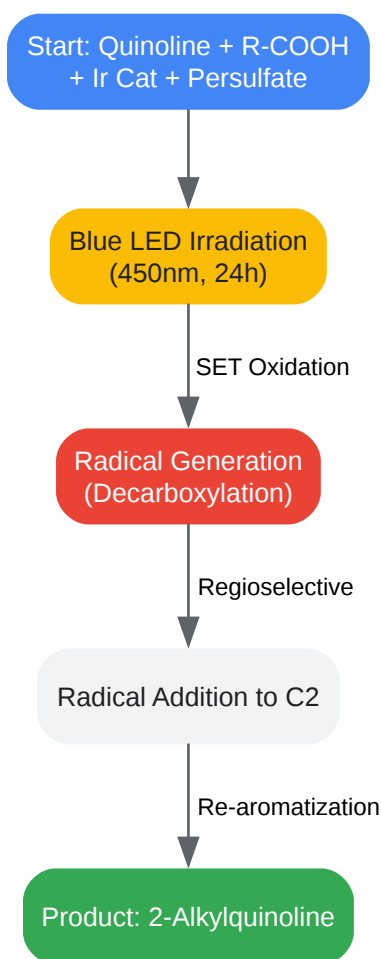 Start: Quinoline + R-COOH
+ Ir Cat + Persulfate
Blue LED Irradiation
(450nm, 24h)
SET Oxidation
Radical Generation
(Decarboxylation)
Regioselective
Radical Addition to C2
Re-aromatization
Product: 2-Alkylquinoline